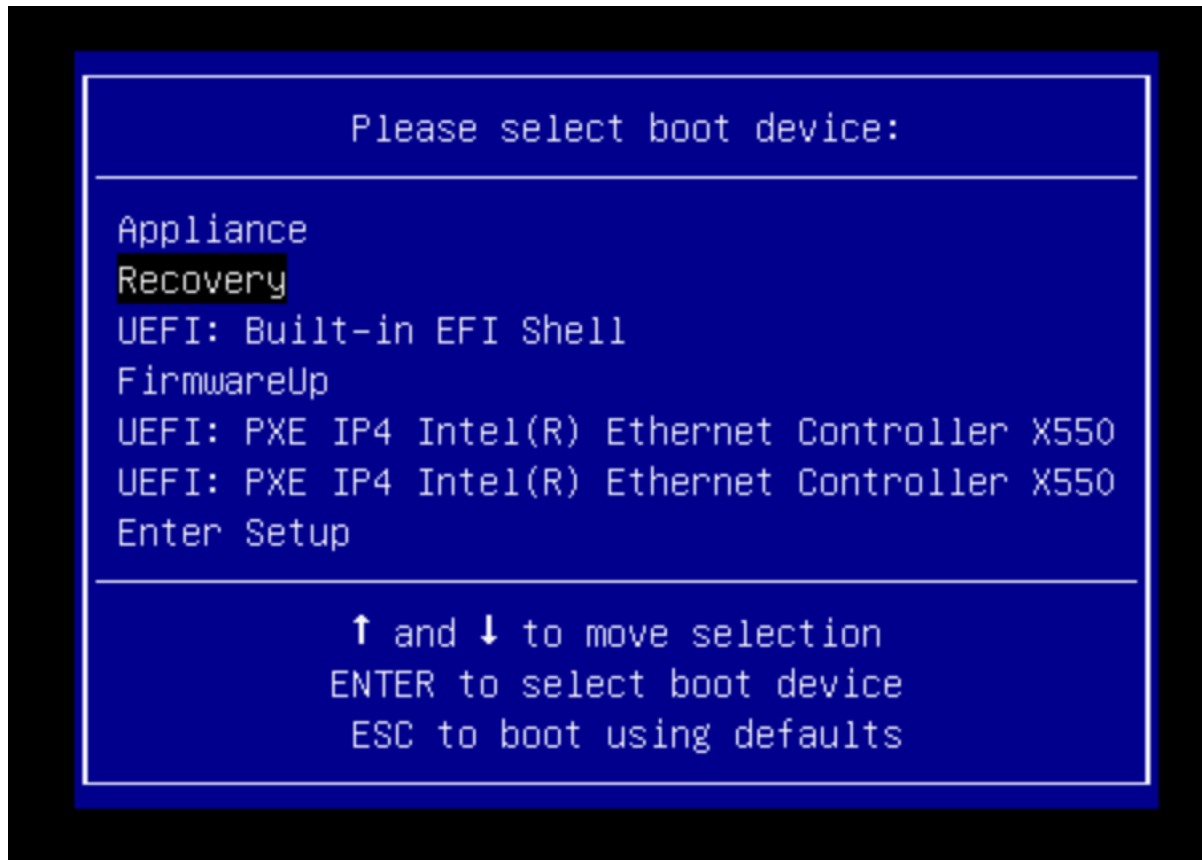 Please select boot device:
Appliance
Recovery
UEFI: Built-in EFI Shell
FirmwareUp
UEFI: PXE IP4 Intel(R) Ethernet Controller X550
UEFI: PXE IP4 Intel(R) Ethernet Controller X550
Enter Setup
↑ and ↓ to move selection
ENTER to select boot device
ESC to boot using defaults